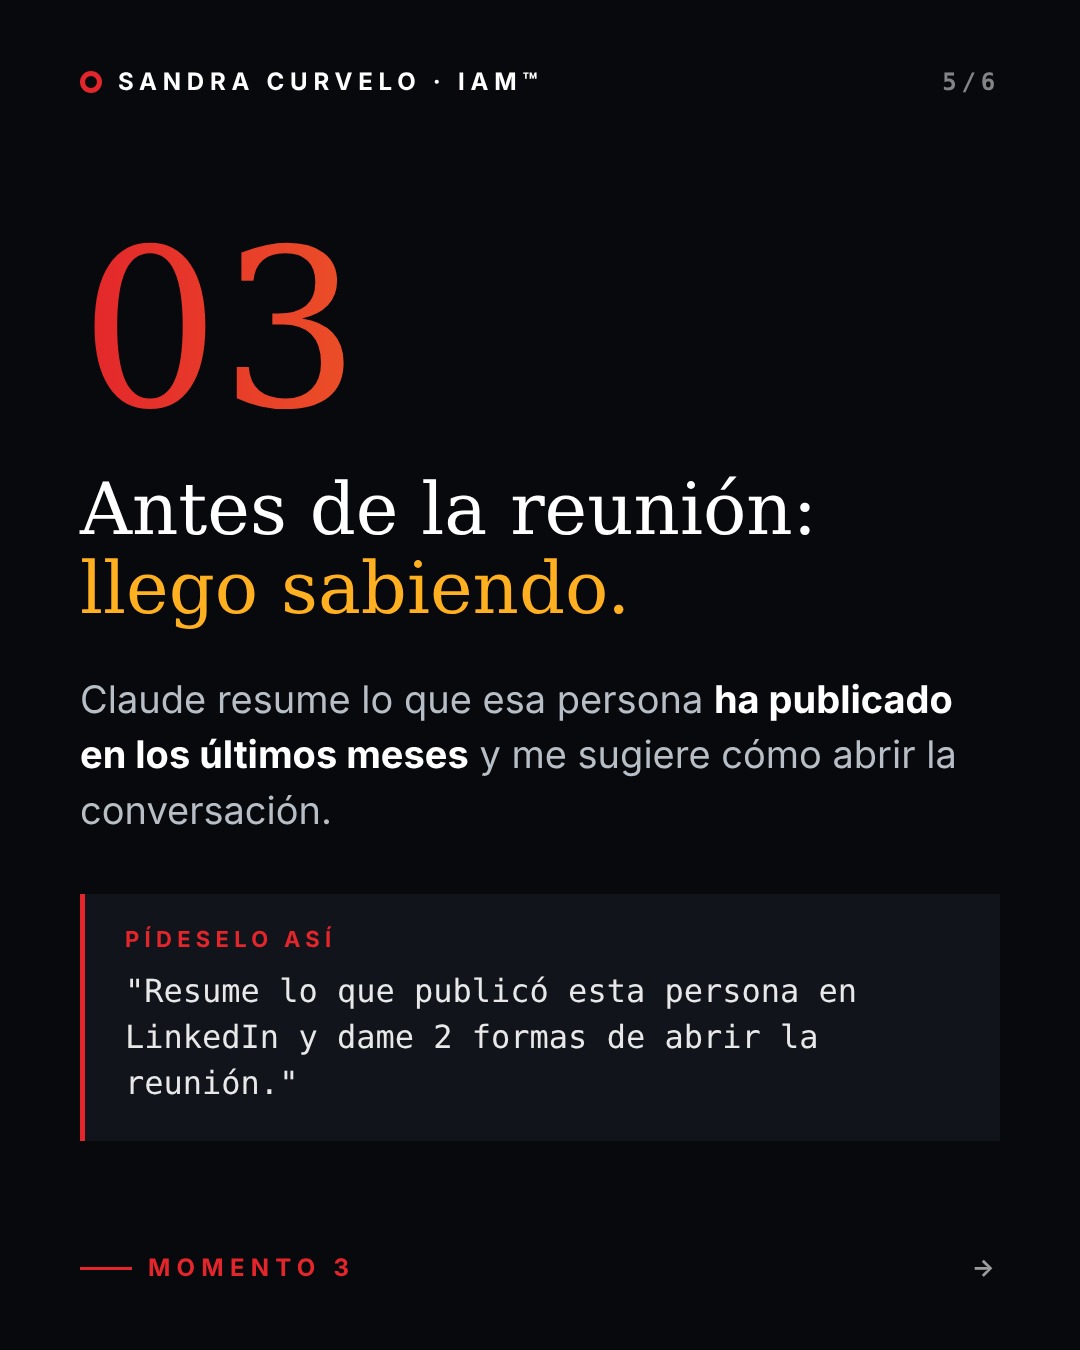 SANDRA CURVELO · IAM™
5/6
03
Antes de la reunión:
llego sabiendo.
Claude resume lo que esa persona ha publicado
en los últimos meses y me sugiere cómo abrir la
conversación.
PÍDESELO ASÍ
"Resume lo que publicó esta persona en
LinkedIn y dame 2 formas de abrir la
reunión."
MOMENTO 3
→